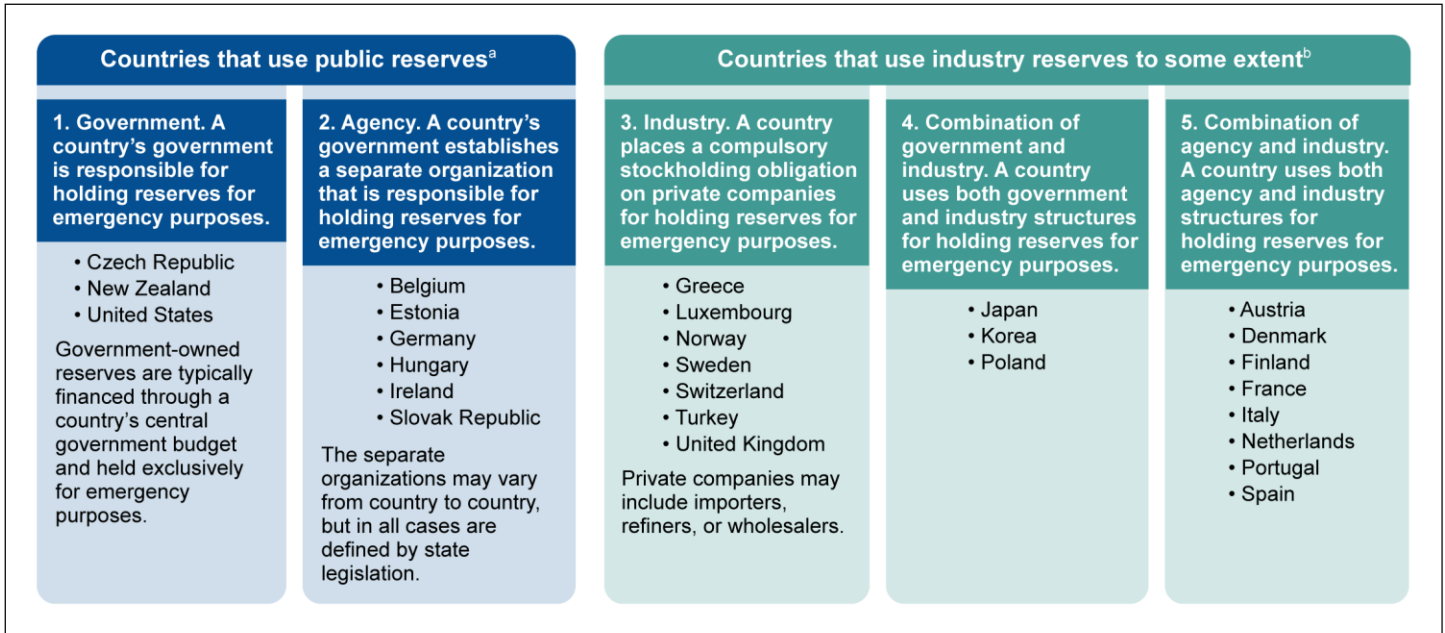 Countries that use public reservesa
1. Government. A
country's government
is responsible for
holding reserves for
emergency purposes.
• Czech Republic
• New Zealand
• United States
Government-owned
reserves are typically
financed through a
country's central
government budget
and held exclusively
for emergency
purposes.
2. Agency. A country's
government establishes
a separate organization
that is responsible for
holding reserves for
emergency purposes.
• Belgium
• Estonia
• Germany
• Hungary
• Ireland
• Slovak Republic
The separate
organizations may vary
from country to country,
but in all cases are
defined by state
legislation.
Countries that use industry reserves to some extentb
3. Industry. A country
places a compulsory
stockholding obligation
on private companies
for holding reserves for
emergency purposes.
• Greece
• Luxembourg
• Norway
• Sweden
• Switzerland
• Turkey
• United Kingdom
Private companies may
include importers,
refiners, or wholesalers.
4. Combination of
government and
industry. A country
uses both government
and industry structures
for holding reserves for
emergency purposes.
• Japan
• Korea
• Poland
5. Combination of
agency and industry.
A country uses both
agency and industry
structures for
holding reserves for
emergency purposes.
• Austria
• Denmark
• Finland
• France
• Italy
• Netherlands
• Portugal
• Spain